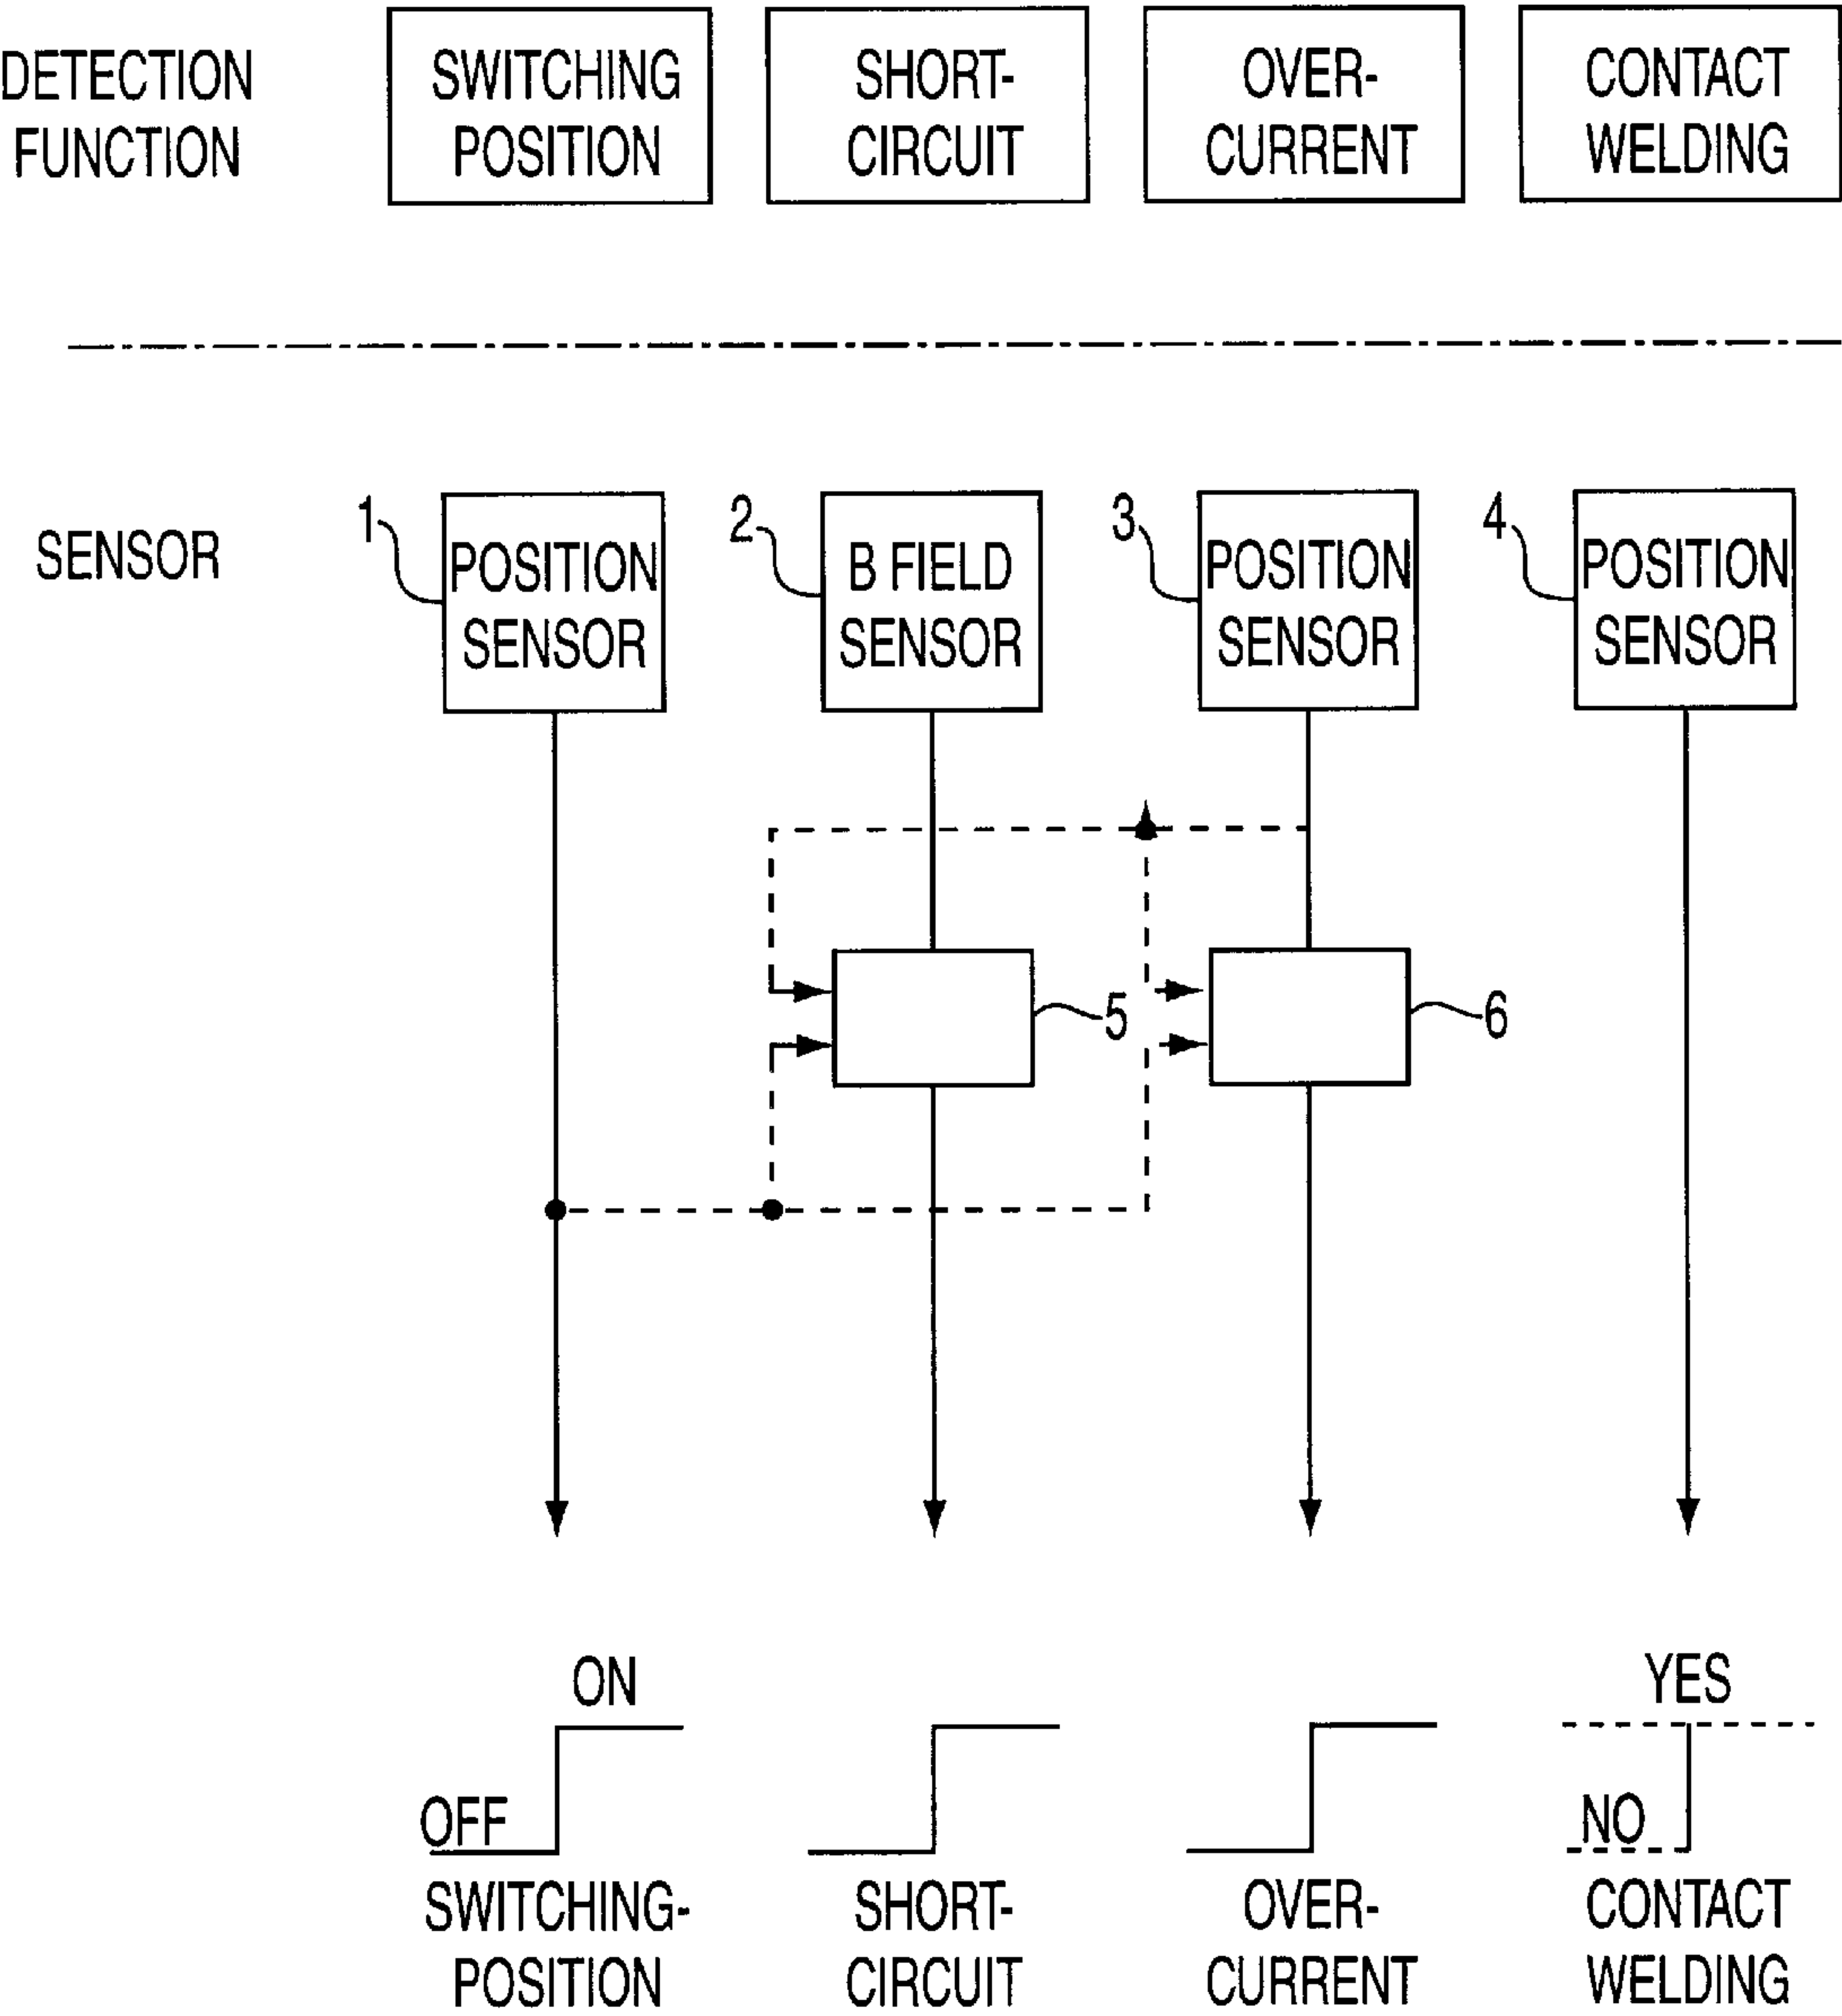 DETECTION
FUNCTION
SWITCHING
POSITION
SHORT-
CIRCUIT
OVER-
CURRENT
CONTACT
WELDING
SENSOR
1
POSITION
SENSOR
2
B FIELD
SENSOR
3
POSITION
SENSOR
4
POSITION
SENSOR
5
6
ON
OFF
SWITCHING-
POSITION
SHORT-
CIRCUIT
OVER-
CURRENT
YES
NO
CONTACT
WELDING